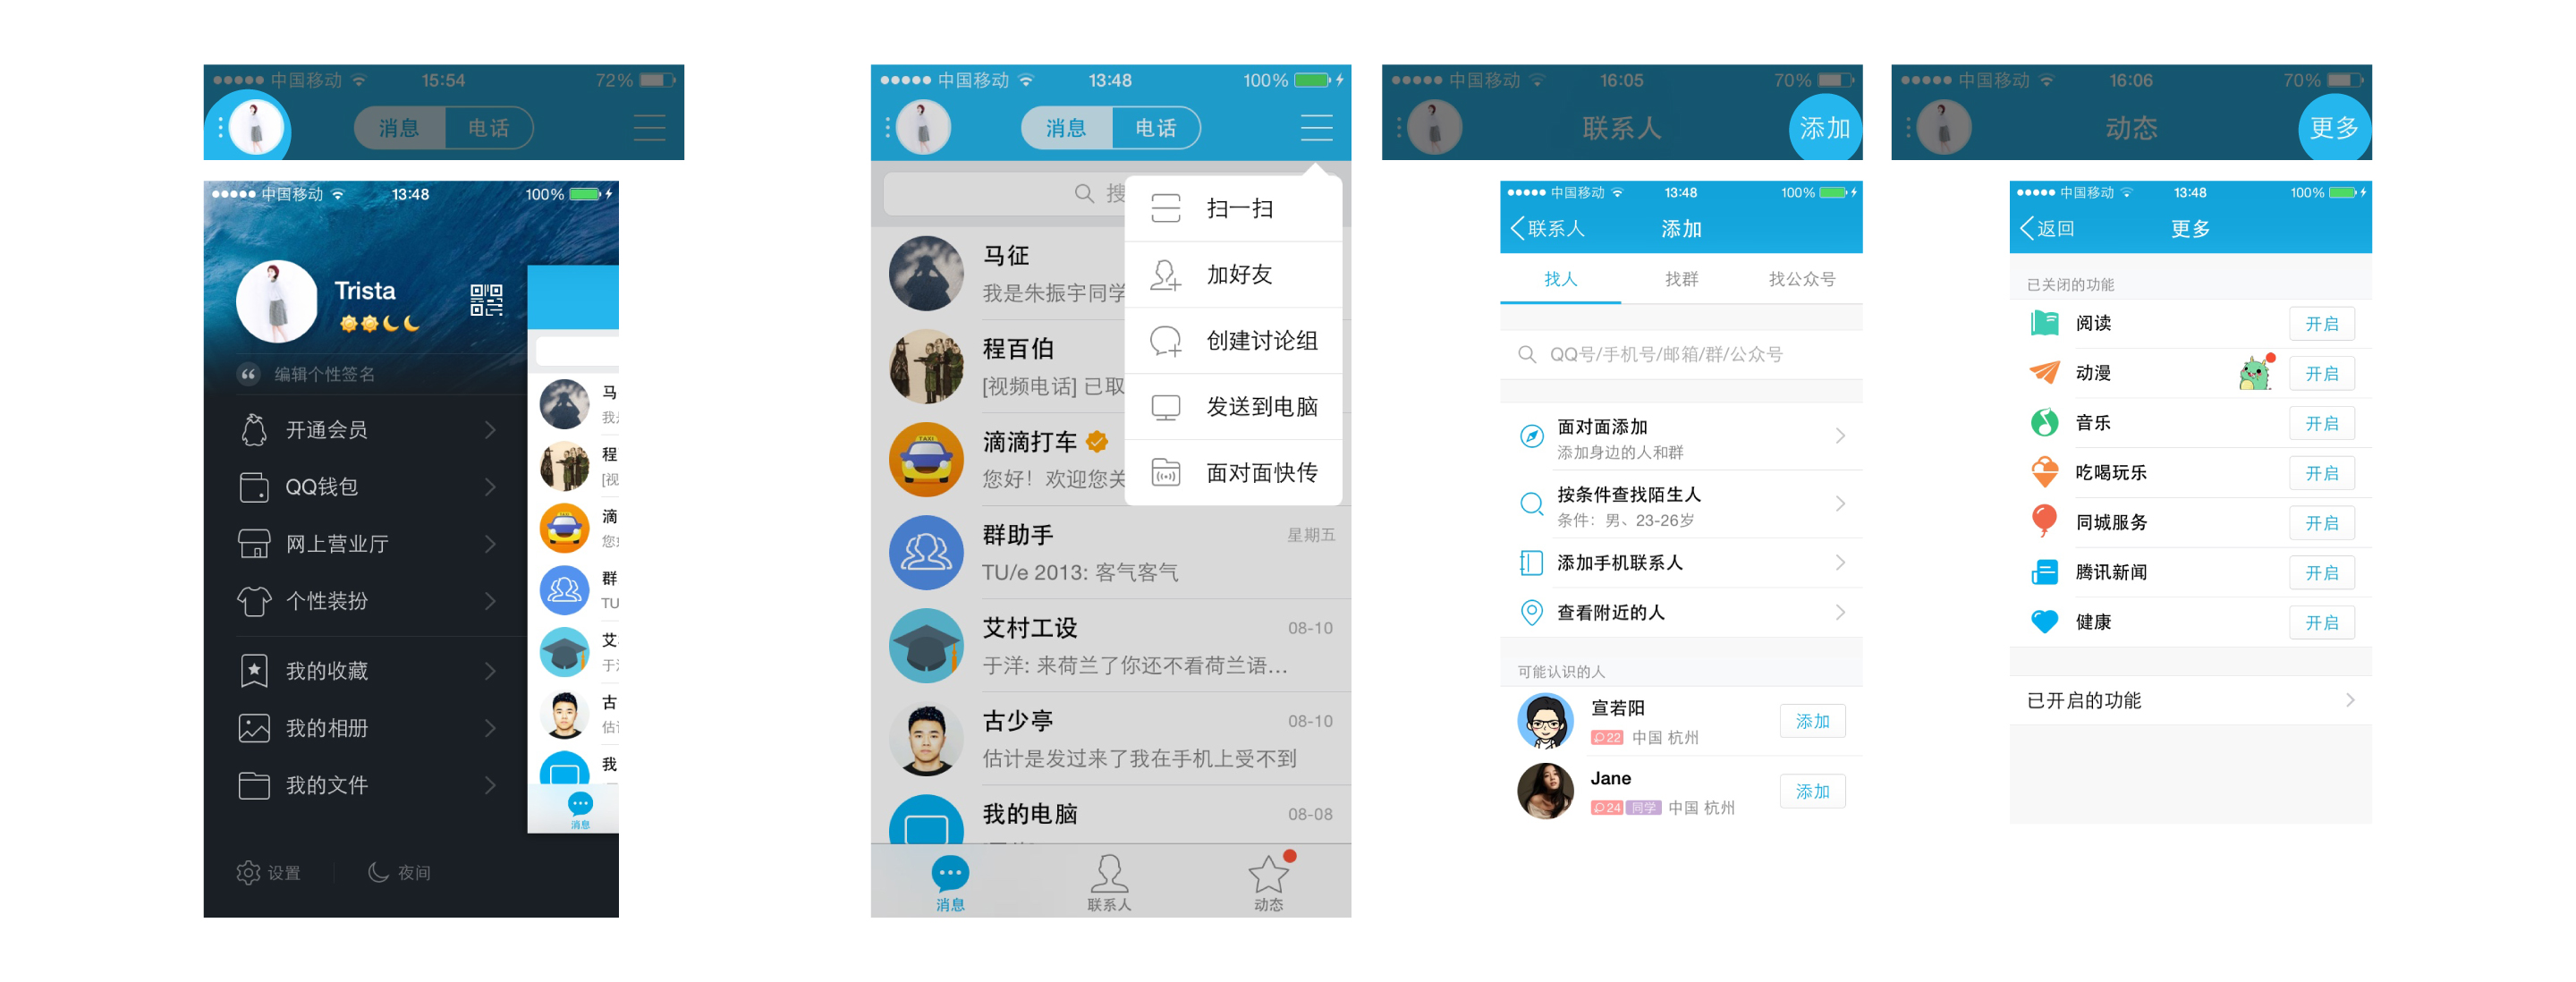 中国移动 15:54 72%
消息 电话
中国移动 13:48 100%
Trista
编辑个性签名
开通会员
QQ钱包
网上营业厅
个性装扮
我的收藏
我的相册
我的文件
设置 夜间
马
我
程
[视
滴
您
群
TU
艾
于
古
估
我
消息
中国移动 13:48 100%
消息 电话
搜
扫一扫
加好友
创建讨论组
发送到电脑
面对面快传
马征
我是朱振宇同学
程百伯
[视频电话] 已取
滴滴打车
TAXI
您好！欢迎您关
群助手 星期五
TU/e 2013: 客气客气
艾村工设 08-10
于洋: 来荷兰了你还不看荷兰语...
古少亭 08-10
估计是发过来了我在手机上受不到
我的电脑 08-08
消息 联系人 动态
中国移动 16:05 70%
联系人 添加
中国移动 13:48 100%
联系人 添加
找人 找群 找公众号
QQ号/手机号/邮箱/群/公众号
面对面添加
添加身边的人和群
按条件查找陌生人
条件：男、23-26岁
添加手机联系人
查看附近的人
可能认识的人
宣若阳
22 中国 杭州
添加
Jane
24 同学 中国 杭州
添加
中国移动 16:06 70%
动态 更多
中国移动 13:48 100%
返回 更多
已关闭的功能
阅读 开启
动漫 开启
音乐 开启
吃喝玩乐 开启
同城服务 开启
腾讯新闻 开启
健康 开启
已开启的功能